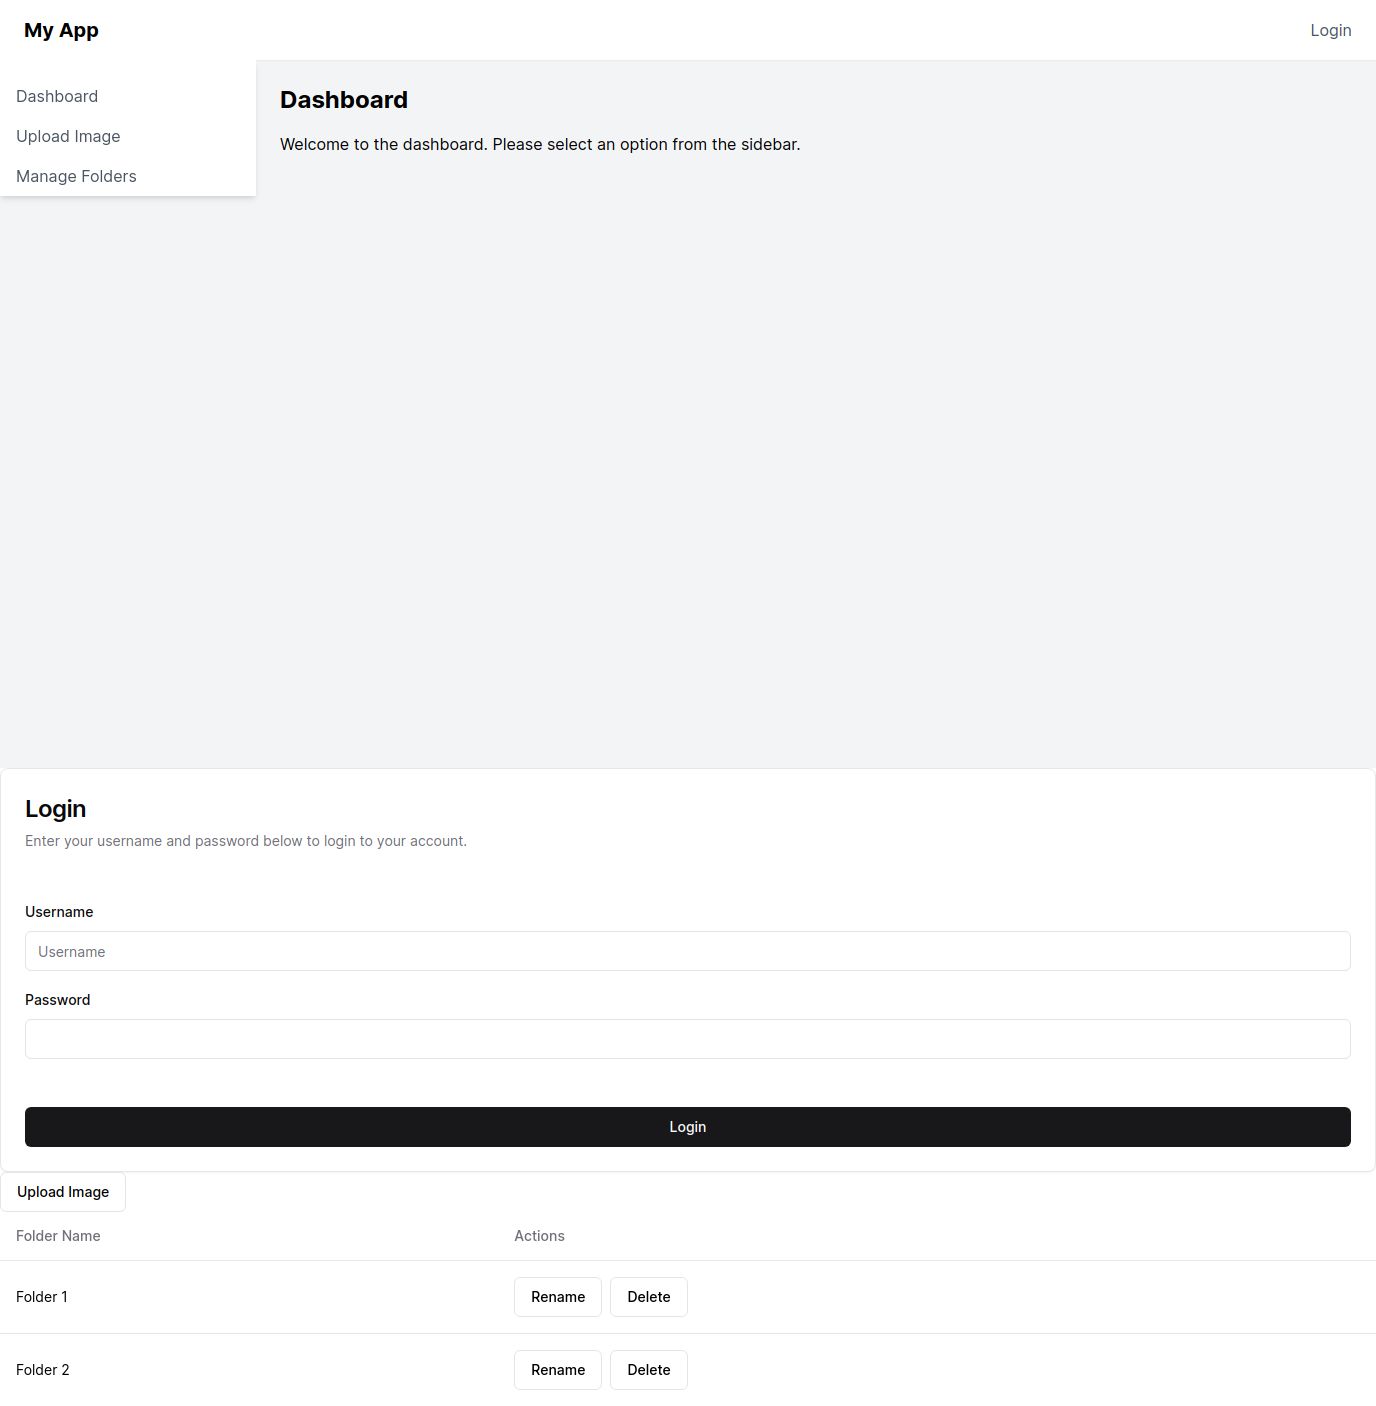 My App
Login
Dashboard
Upload Image
Manage Folders
Dashboard
Welcome to the dashboard. Please select an option from the sidebar.
Login
Enter your username and password below to login to your account.
Username
Username
Password
Login
Upload Image
Folder Name Actions
Folder 1 Rename Delete
Folder 2 Rename Delete